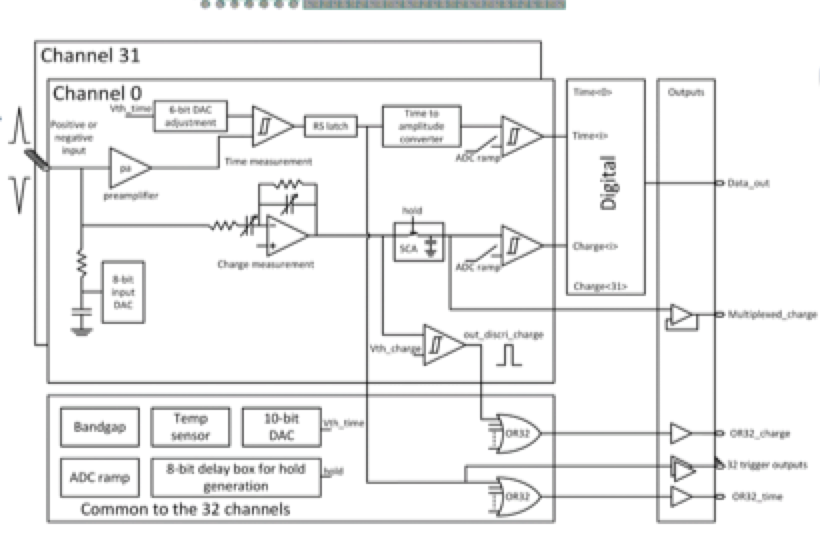 Channel 31
Channel 0
Vth_time
6-bit DAC
adjustment
Positive or
negative
input
pa
preamplifier
Time measurement
RS latch
Time to
amplitude
converter
ADC ramp
Time<0>
Time<i>
Digital
Outputs
Data_out
hold
SCA
Charge measurement
ADC ramp
Charge<i>
Charge<31>
8-bit
input
DAC
Multiplexed_charge
Vth_charge
out_discri_charge
Bandgap
Temp
sensor
10-bit
DAC
Vth_time
OR32
OR32_charge
ADC ramp
8-bit delay box for hold
generation
hold
32 trigger outputs
OR32
OR32_time
Common to the 32 channels